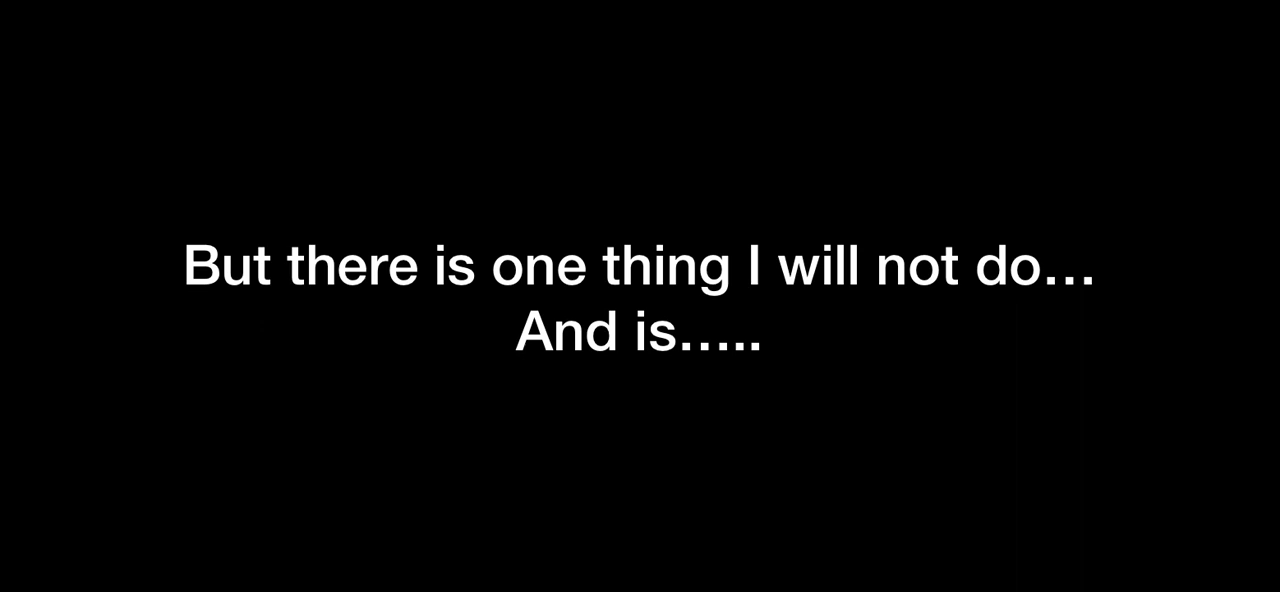 But there is one thing I will not do...
And is.....